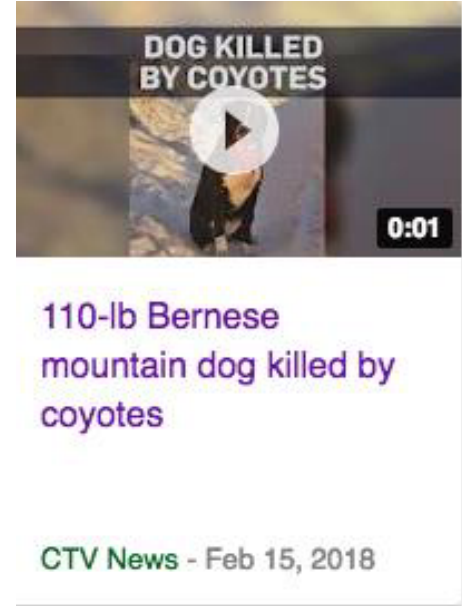 DOG KILLED
BY COYOTES
0:01
110-lb Bernese
mountain dog killed by
coyotes
CTV News - Feb 15, 2018